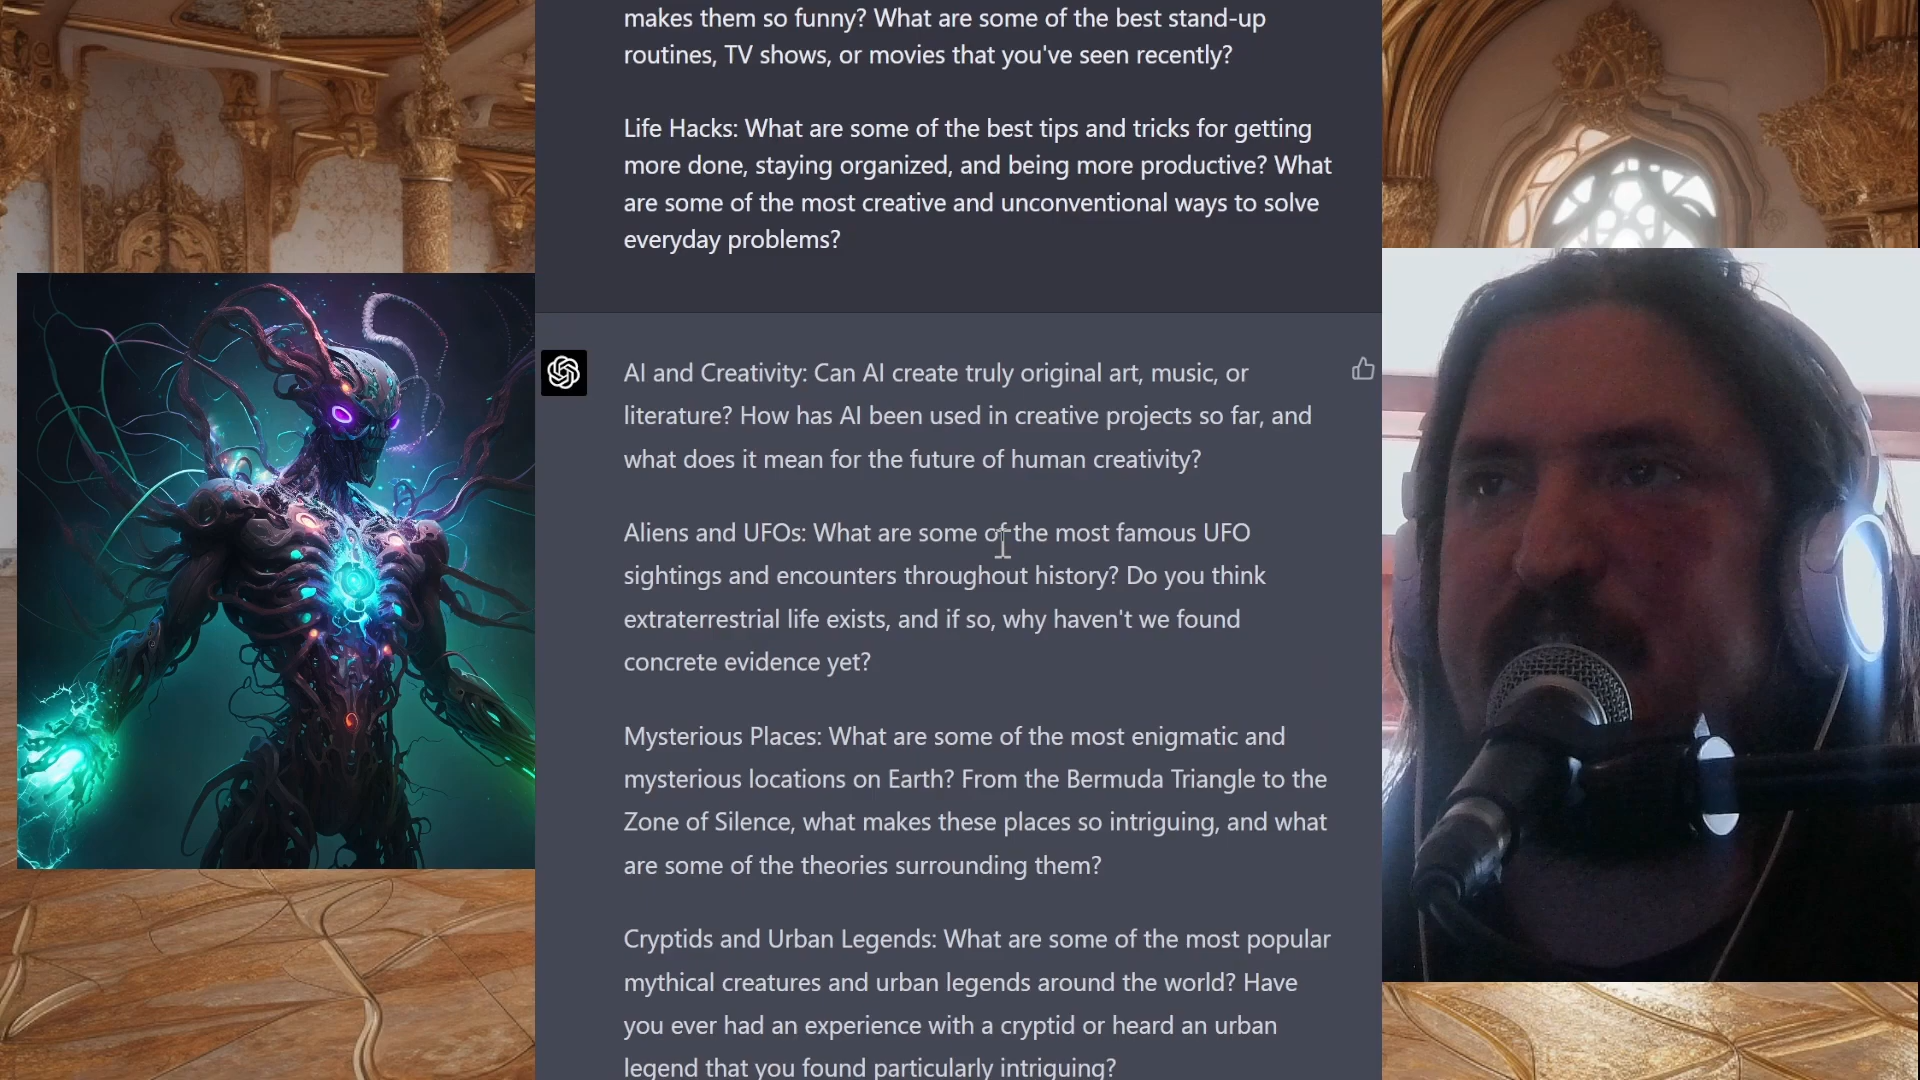 makes them so funny? What are some of the best stand-up
routines, TV shows, or movies that you've seen recently?
Life Hacks: What are some of the best tips and tricks for getting
more done, staying organized, and being more productive? What
are some of the most creative and unconventional ways to solve
everyday problems?
AI and Creativity: Can AI create truly original art, music, or
literature? How has AI been used in creative projects so far, and
what does it mean for the future of human creativity?
Aliens and UFOs: What are some of the most famous UFO
sightings and encounters throughout history? Do you think
extraterrestrial life exists, and if so, why haven't we found
concrete evidence yet?
Mysterious Places: What are some of the most enigmatic and
mysterious locations on Earth? From the Bermuda Triangle to the
Zone of Silence, what makes these places so intriguing, and what
are some of the theories surrounding them?
Cryptids and Urban Legends: What are some of the most popular
mythical creatures and urban legends around the world? Have
you ever had an experience with a cryptid or heard an urban
legend that you found particularly intriguing?